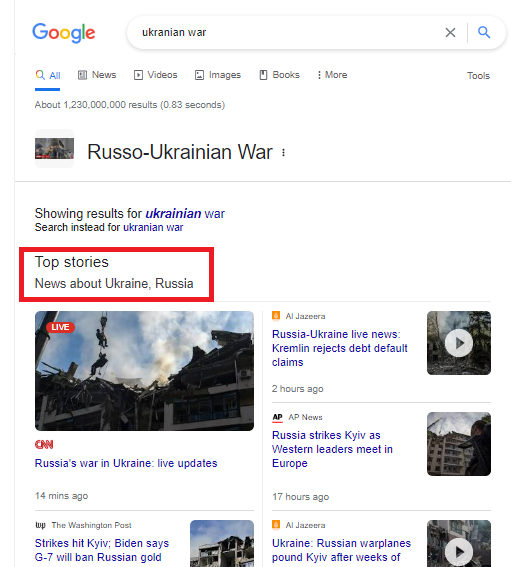 Google
ukranian war
All
News
Videos
Images
Books
More
Tools
About 1,230,000,000 results (0.83 seconds)
Russo-Ukrainian War
Showing results for ukrainian war
Search instead for ukranian war
Top stories
News about Ukraine, Russia
LIVE
CNN
Russia's war in Ukraine: live updates
14 mins ago
Al Jazeera
Russia-Ukraine live news:
Kremlin rejects debt default
claims
2 hours ago
AP AP News
Russia strikes Kyiv as
Western leaders meet in
Europe
17 hours ago
wp The Washington Post
Strikes hit Kyiv; Biden says
G-7 will ban Russian gold
Al Jazeera
Ukraine: Russian warplanes
pound Kyiv after weeks of